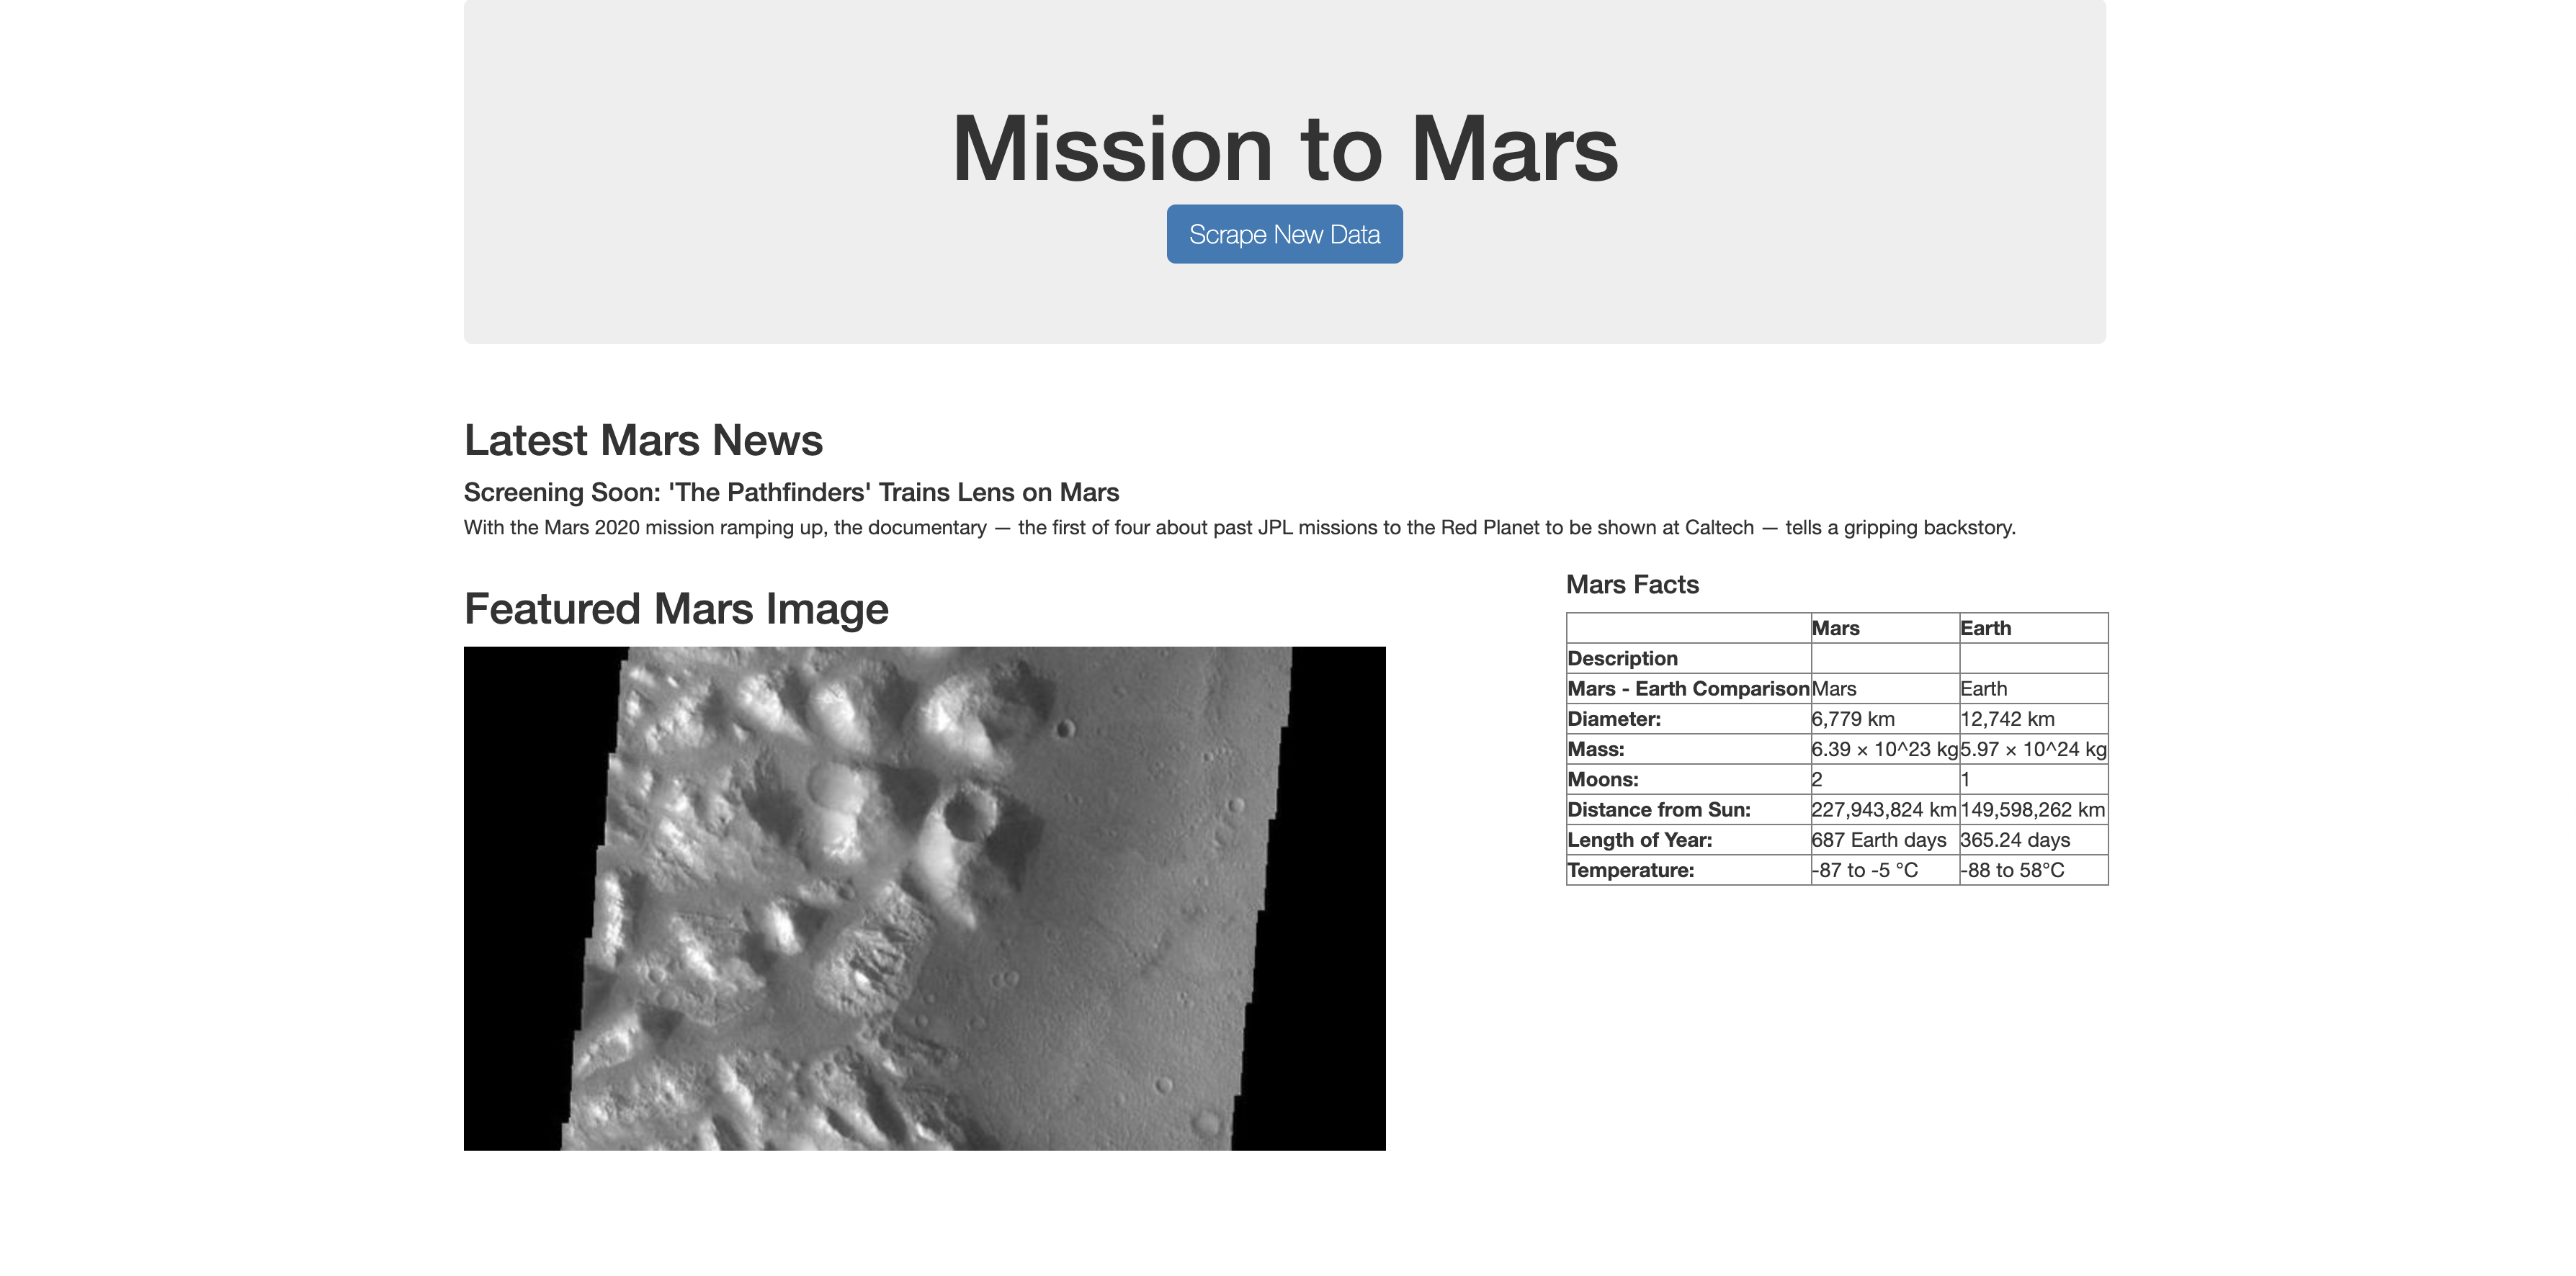 Mission to Mars
Scrape New Data
Latest Mars News
Screening Soon: 'The Pathfinders' Trains Lens on Mars
With the Mars 2020 mission ramping up, the documentary — the first of four about past JPL missions to the Red Planet to be shown at Caltech — tells a gripping backstory.
Featured Mars Image
Mars Facts
Mars Earth
Description
Mars - Earth Comparison Mars Earth
Diameter: 6,779 km 12,742 km
Mass: 6.39 × 10^23 kg 5.97 × 10^24 kg
Moons: 2 1
Distance from Sun: 227,943,824 km 149,598,262 km
Length of Year: 687 Earth days 365.24 days
Temperature: -87 to -5 °C -88 to 58°C